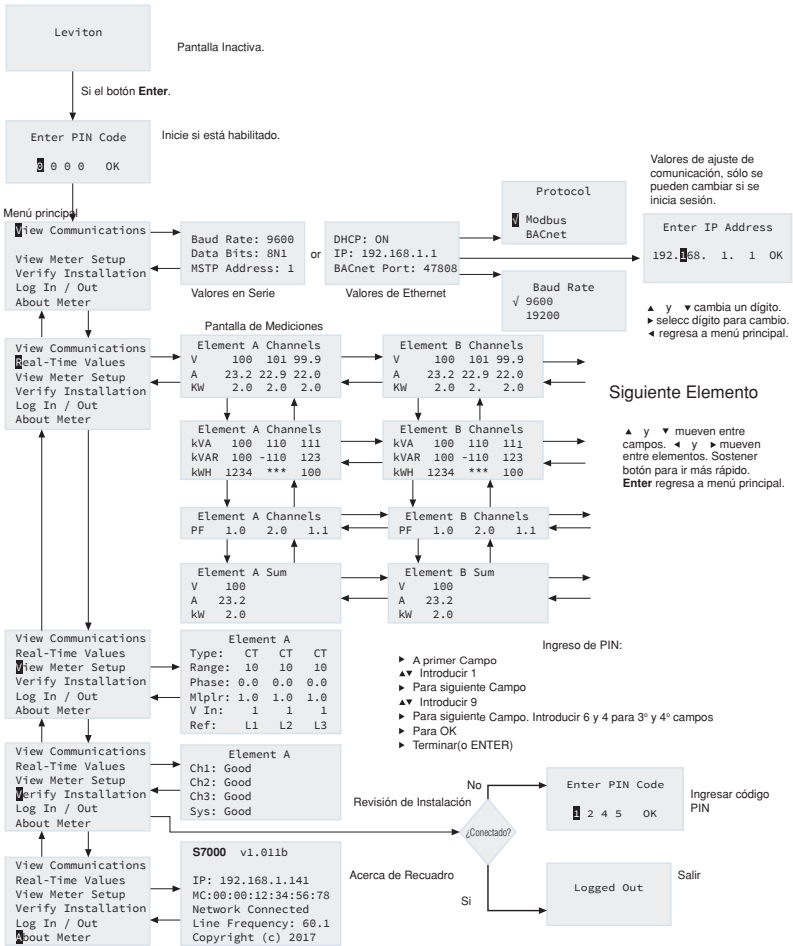 Leviton
Pantalla Inactiva.
Si el botón Enter.
Enter PIN Code
0 0 0 0 OK
Inicie si está habilitado.
Menú principal
View Communications
View Meter Setup
Verify Installation
Log In / Out
About Meter
Baud Rate: 9600
Data Bits: 8N1
MSTP Address: 1
Valores en Serie
or
DHCP: ON
IP: 192.168.1.1
BACnet Port: 47808
Valores de Ethernet
Protocol
√ Modbus
BACnet
Baud Rate
√ 9600
19200
Valores de ajuste de
comunicación, sólo se
pueden cambiar si se
inicia sesión.
Enter IP Address
192.168. 1. 1 OK
▲ y ▼ cambia un dígito.
► selecc dígito para cambio.
◄ regresa a menú principal.
View Communications
Real-Time Values
View Meter Setup
Verify Installation
Log In / Out
About Meter
Pantalla de Mediciones
Element A Channels
V 100 101 99.9
A 23.2 22.9 22.0
KW 2.0 2.0 2.0
Element B Channels
V 100 101 99.9
A 23.2 22.9 22.0
KW 2.0 2. 2.0
Siguiente Elemento
Element A Channels
kVA 100 110 111
kVAR 100 -110 123
kWH 1234 *** 100
Element B Channels
kVA 100 110 111
kVAR 100 -110 123
kWH 1234 *** 100
▲ y ▼ mueven entre
campos. ◄ y ► mueven
entre elementos. Sostener
botón para ir más rápido.
Enter regresa a menú principal.
Element A Channels
PF 1.0 2.0 1.1
Element B Channels
PF 1.0 2.0 1.1
Element A Sum
V 100
A 23.2
kW 2.0
Element B Sum
V 100
A 23.2
kW 2.0
View Communications
Real-Time Values
View Meter Setup
Verify Installation
Log In / Out
About Meter
Element A
Type: CT CT CT
Range: 10 10 10
Phase: 0.0 0.0 0.0
Mlplr: 1.0 1.0 1.0
V In: 1 1 1
Ref: L1 L2 L3
Ingreso de PIN:
► A primer Campo
▲▼ Introducir 1
► Para siguiente Campo
▲▼ Introducir 9
► Para siguiente Campo. Introducir 6 y 4 para 3º y 4º campos
► Para OK
► Terminar(o ENTER)
View Communications
Real-Time Values
View Meter Setup
Verify Installation
Log In / Out
About Meter
Element A
Ch1: Good
Ch2: Good
Ch3: Good
Sys: Good
Revisión de Instalación
¿Conectado?
No
Enter PIN Code
1 2 4 5 OK
Ingresar código
PIN
Si
Logged Out
Salir
View Communications
Real-Time Values
View Meter Setup
Verify Installation
Log In / Out
About Meter
S7000 v1.011b
IP: 192.168.1.141
MC:00:00:12:34:56:78
Network Connected
Line Frequency: 60.1
Copyright (c) 2017
Acerca de Recuadro